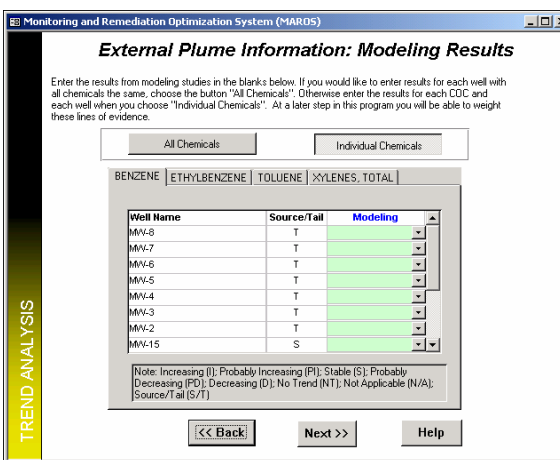 Monitoring and Remediation Optimization System (MAROS)
External Plume Information: Modeling Results
Enter the results from modeling studies in the blanks below. If you would like to enter results for each well with
all chemicals the same, choose the button "All Chemicals". Otherwise enter the results for each COC and
each well when you choose "Individual Chemicals". At a later step in this program you will be able to weight
these lines of evidence.
All Chemicals Individual Chemicals
BENZENE ETHYLBENZENE TOLUENE XYLENES, TOTAL
Well Name Source/Tail Modeling
MW-8 T
MW-7 T
MW-6 T
MW-5 T
MW-4 T
MW-3 T
MW-2 T
MW-15 S
Note: Increasing (I); Probably Increasing (PI); Stable (S); Probably
Decreasing (PD); Decreasing (D); No Trend (NT); Not Applicable (N/A);
Source/Tail (S/T)
TREND ANALYSIS
<< Back Next >> Help